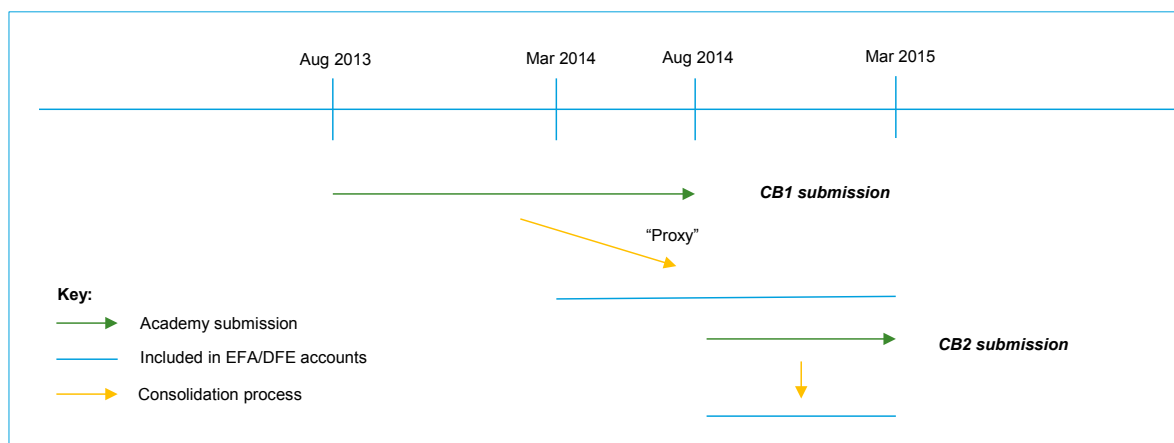 Aug 2013
Mar 2014
Aug 2014
Mar 2015
CB1 submission
“Proxy”
Key:
Academy submission
Included in EFA/DFE accounts
CB2 submission
Consolidation process